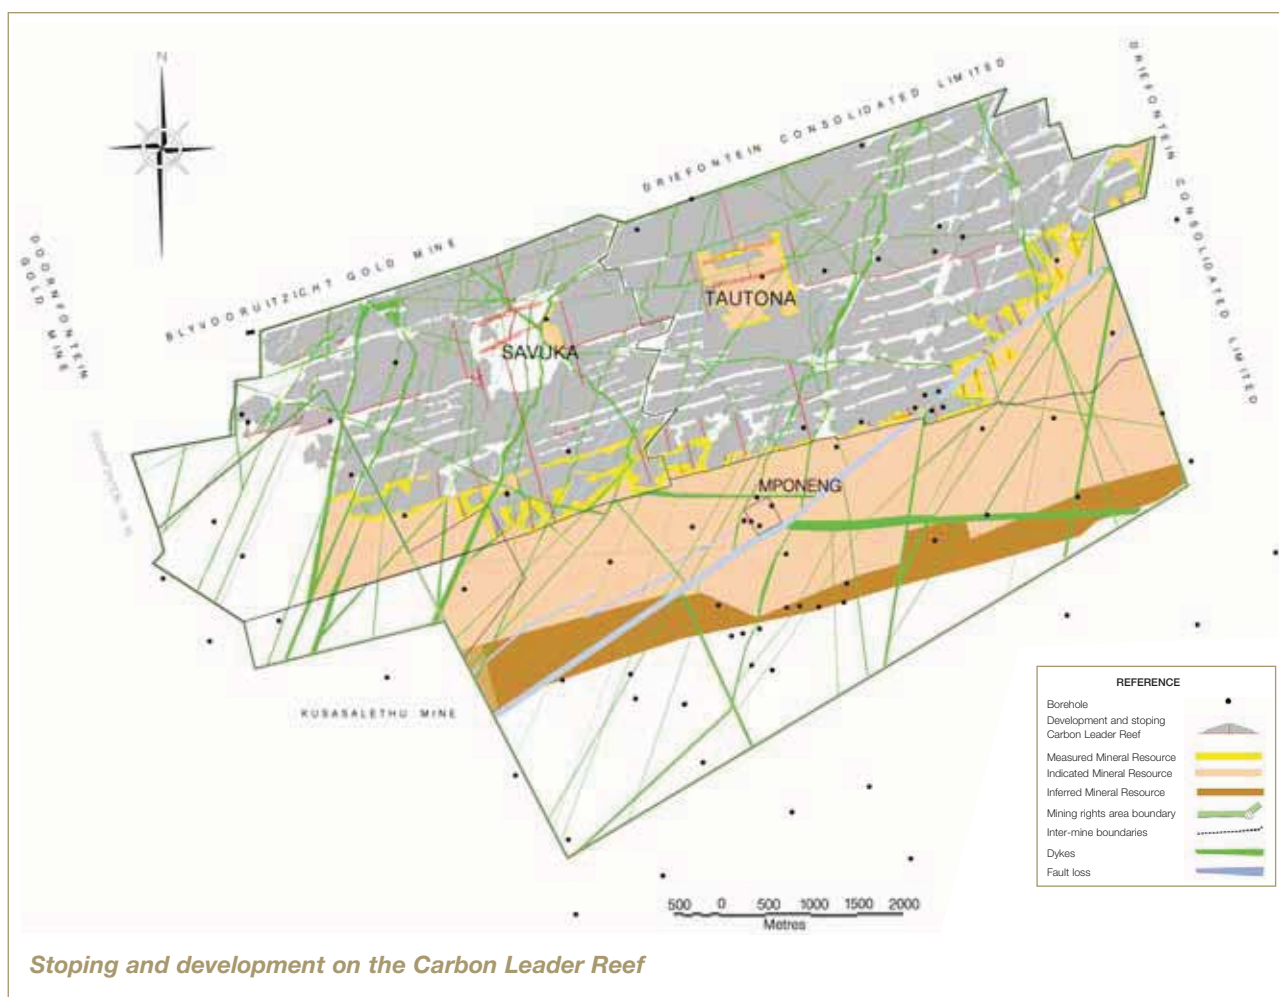 N
DRIEFONTEIN CONSOLIDATED LIMITED
DRIEFONTEIN CONSOLIDATED LIMITED
BLYVOORUITZICHT GOLD MINE
DOORNFONTEIN
GOLD MINE
TAUTONA
SAVUKA
MPONENG
KUSASALETHU MINE
REFERENCE
Borehole
Development and stoping
Carbon Leader Reef
Measured Mineral Resource
Indicated Mineral Resource
Inferred Mineral Resource
Mining rights area boundary
Inter-mine boundaries
Dykes
Fault loss
500 0 500 1000 1500 2000
Metres
Stoping and development on the Carbon Leader Reef